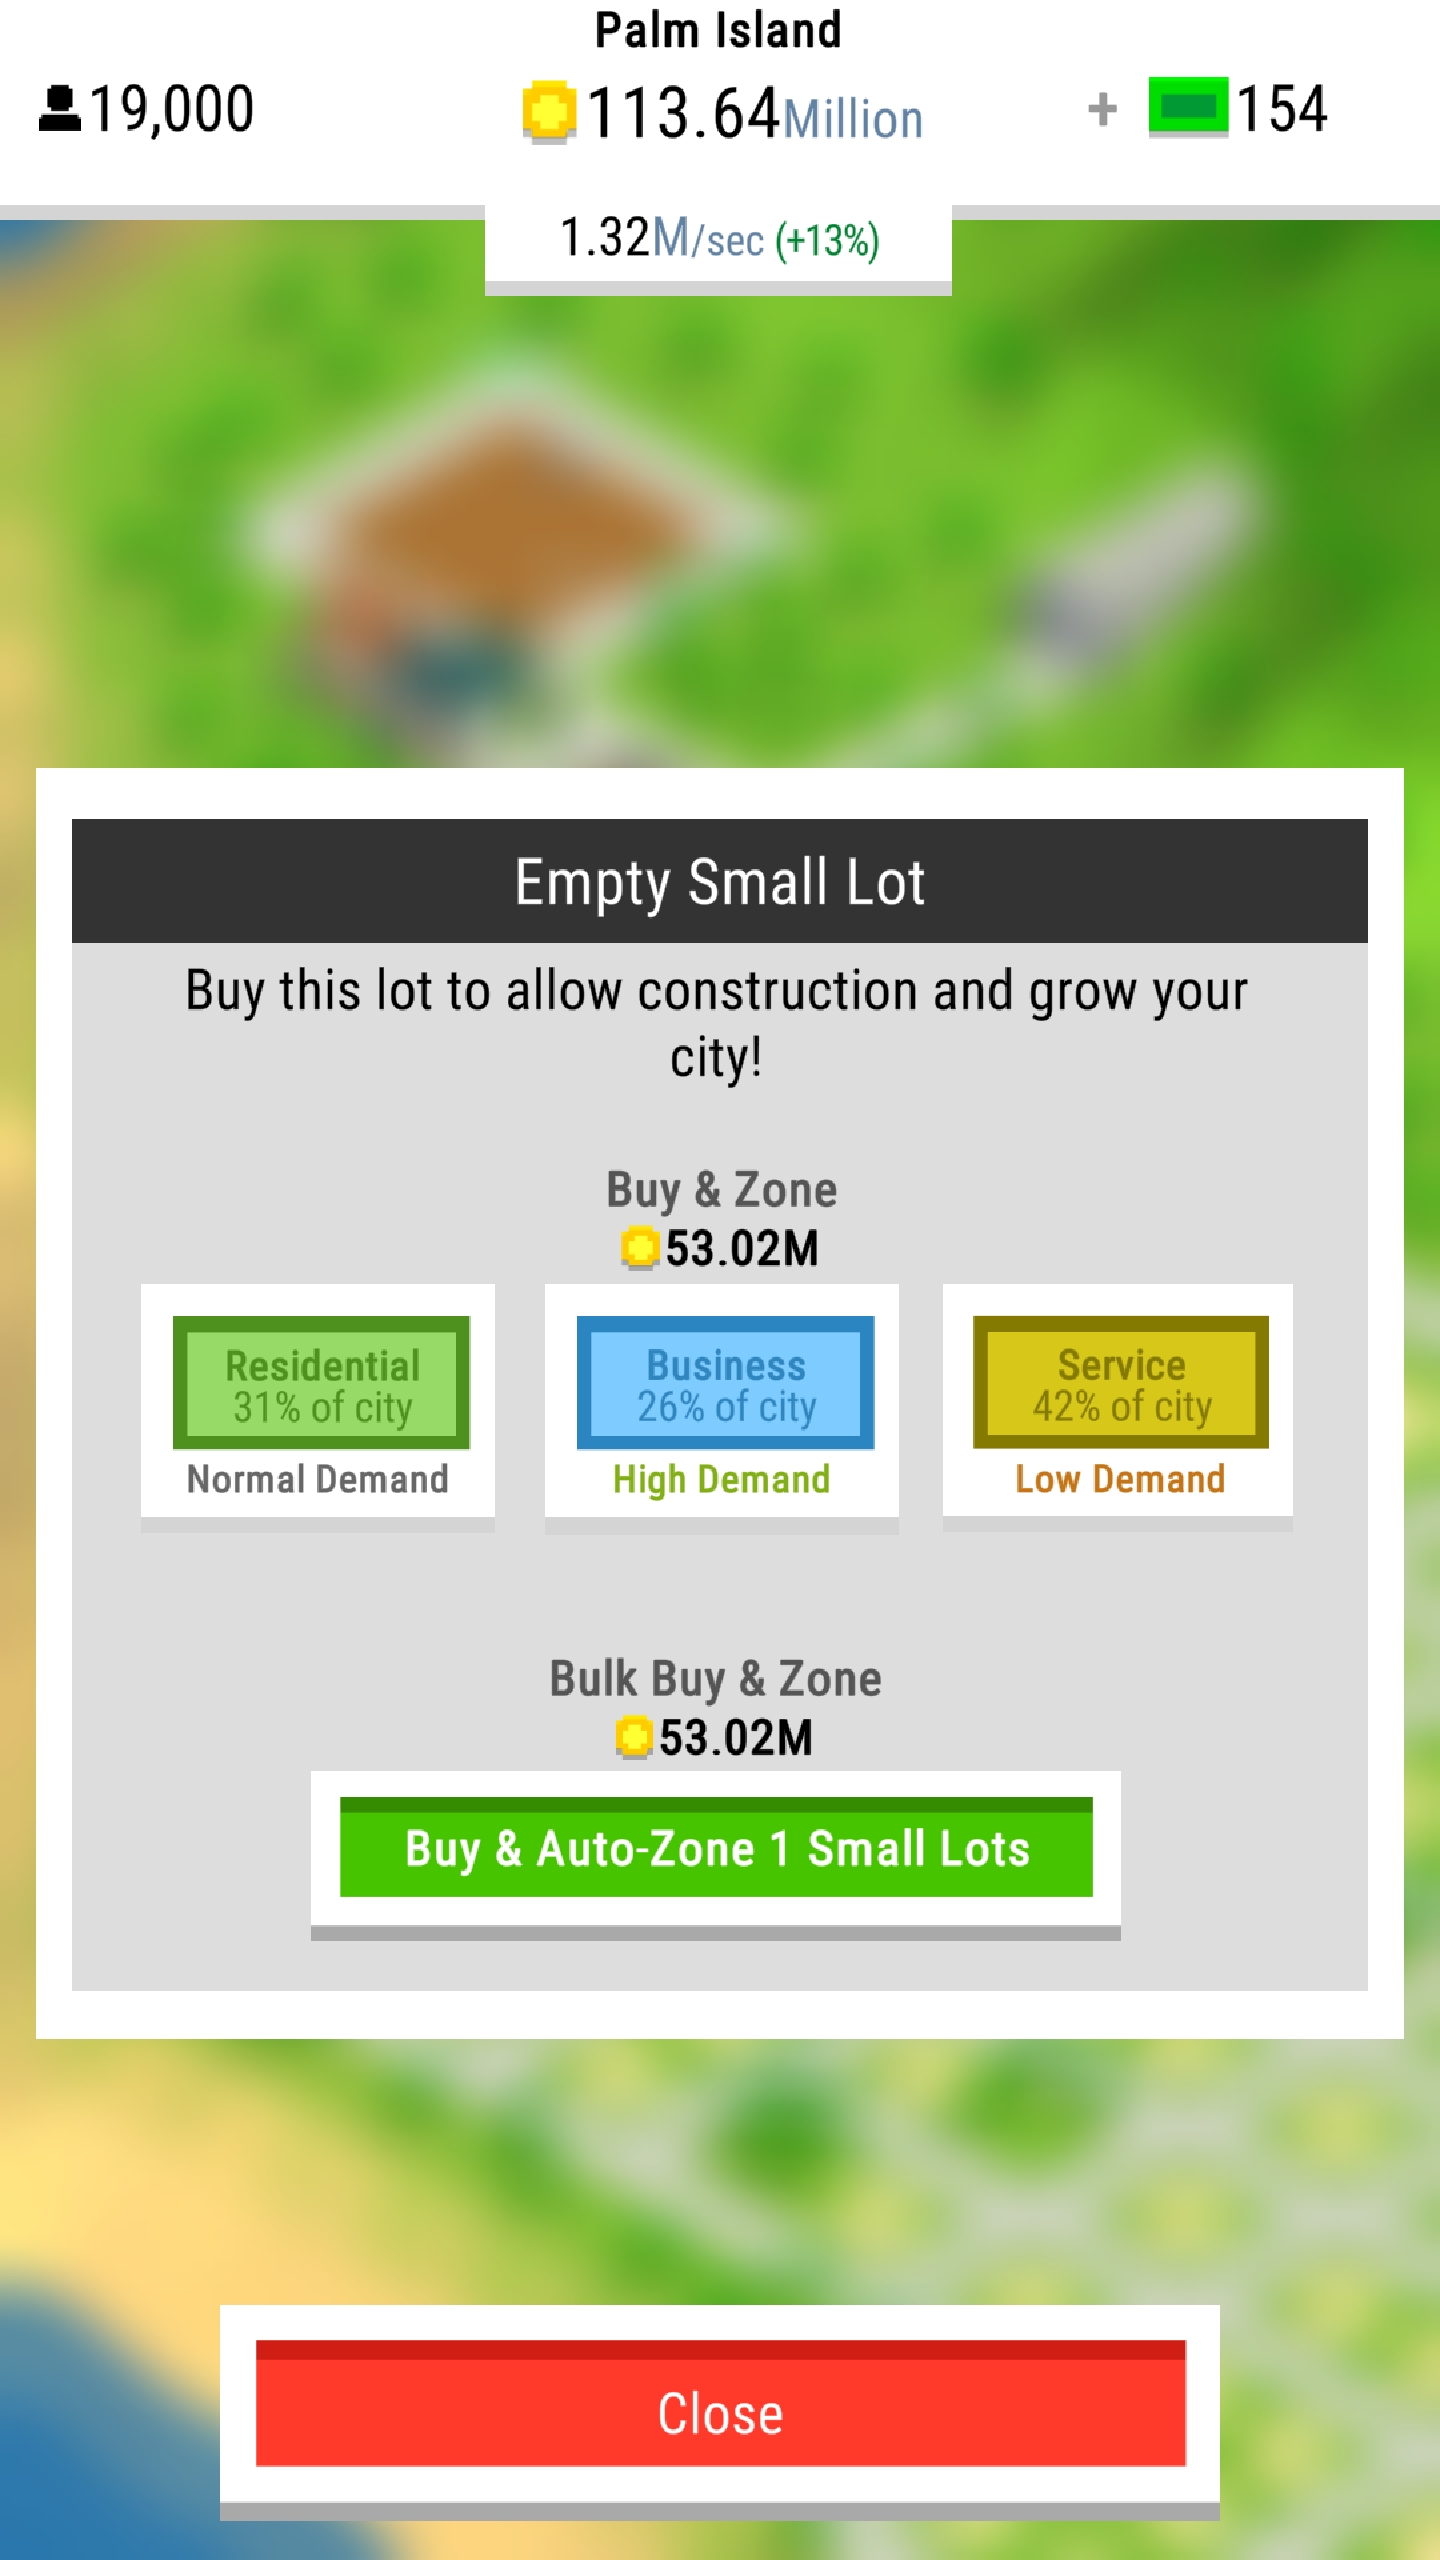 Palm Island
19,000
113.64Million
+ 154
1.32M/sec (+13%)
Empty Small Lot
Buy this lot to allow construction and grow your
city!
Buy & Zone
53.02M
Residential
31% of city
Normal Demand
Business
26% of city
High Demand
Service
42% of city
Low Demand
Bulk Buy & Zone
53.02M
Buy & Auto-Zone 1 Small Lots
Close